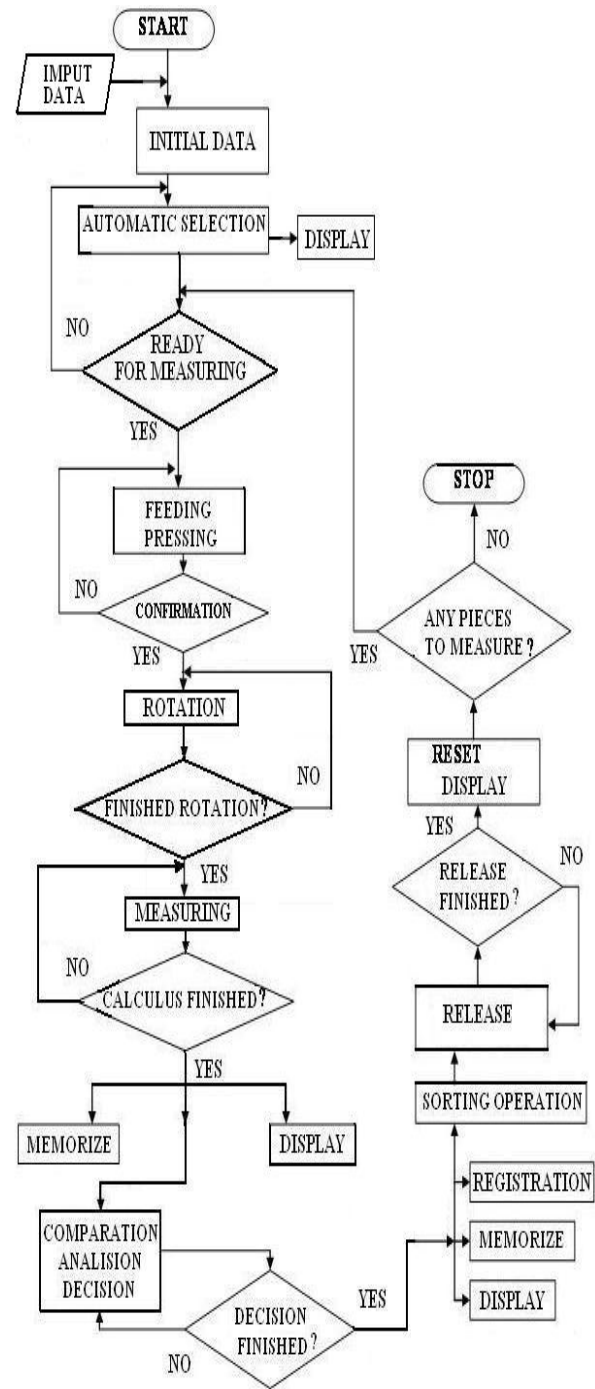 START
IMPUT
DATA
INITIAL DATA
AUTOMATIC SELECTION
DISPLAY
NO
READY
FOR MEASURING
YES
FEEDING
PRESSING
NO
CONFIRMATION
YES
ROTATION
NO
FINISHED ROTATION?
YES
MEASURING
NO
CALCULUS FINISHED?
YES
MEMORIZE
DISPLAY
COMPARATION
ANALISION
DECISION
DECISION
FINISHED?
NO
YES
REGISTRATION
MEMORIZE
DISPLAY
SORTING OPERATION
RELEASE
RELEASE
FINISHED?
NO
YES
RESET
DISPLAY
ANY PIECES
TO MEASURE?
YES
NO
STOP